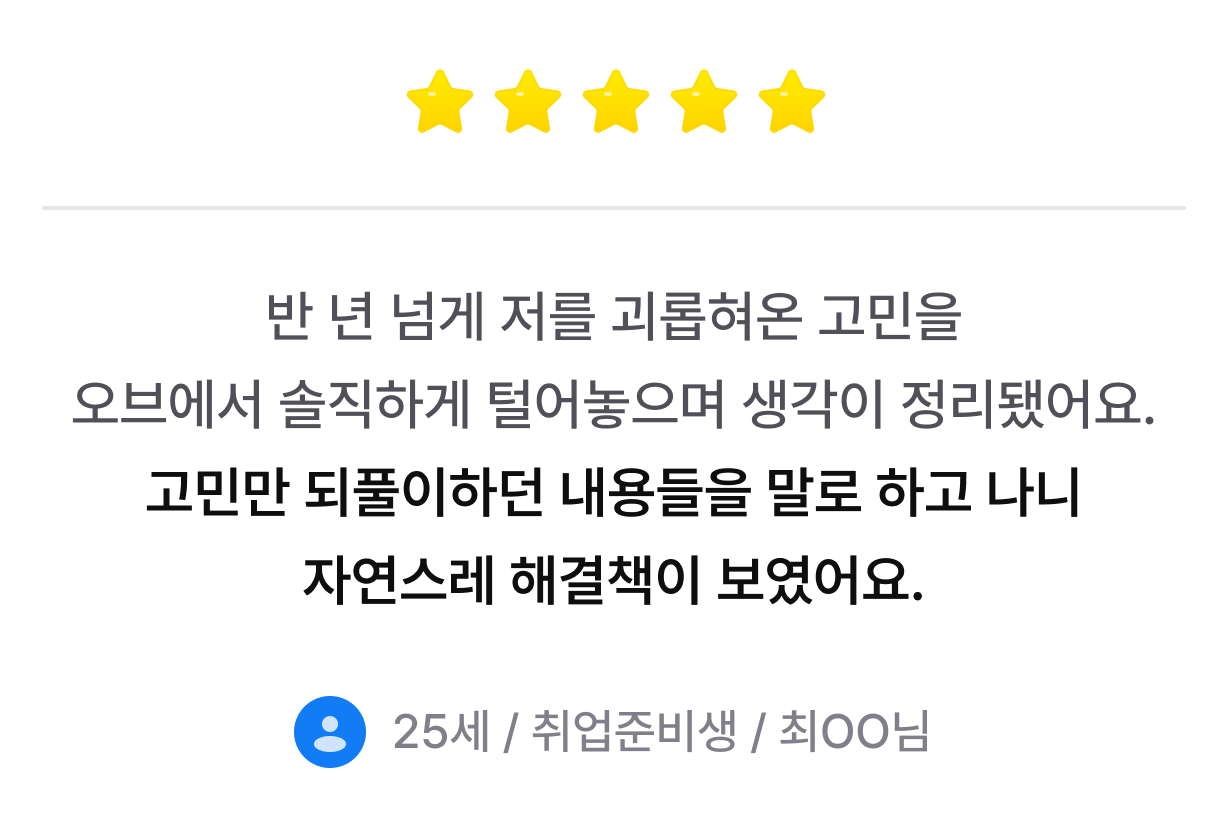 반 년 넘게 저를 괴롭혀온 고민을
오브에서 솔직하게 털어놓으며 생각이 정리됐어요.
고민만 되풀이하던 내용들을 말로 하고 나니
자연스레 해결책이 보였어요.
25세 / 취업준비생 / 최OO님